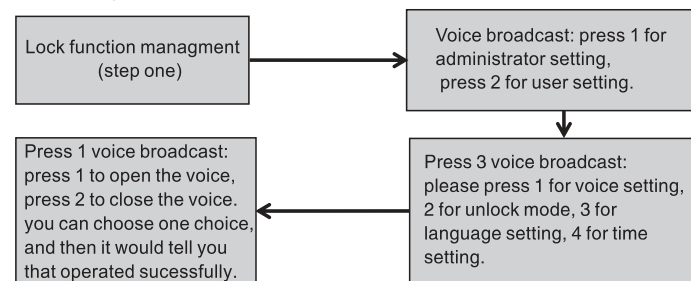 Lock function managment
(step one)
Voice broadcast: press 1 for
administrator setting,
press 2 for user setting.
Press 3 voice broadcast:
please press 1 for voice setting,
2 for unlock mode, 3 for
language setting, 4 for time
setting.
Press 1 voice broadcast:
press 1 to open the voice,
press 2 to close the voice.
you can choose one choice,
and then it would tell you
that operated sucessfully.